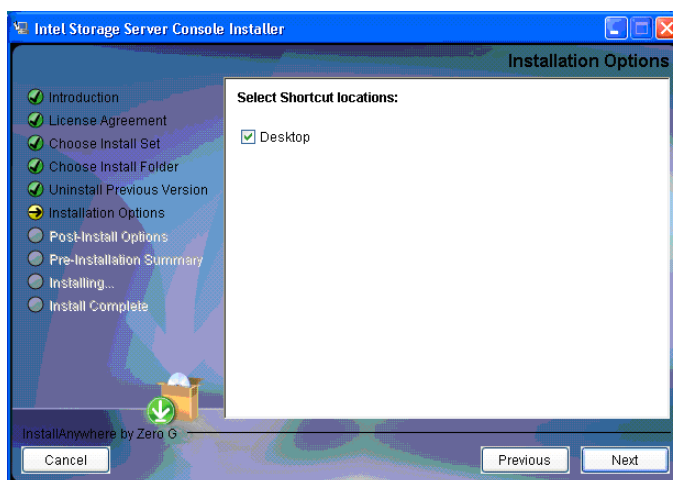 Intel Storage Server Console Installer
Installation Options
Introduction
License Agreement
Choose Install Set
Choose Install Folder
Uninstall Previous Version
Installation Options
Post-Install Options
Pre-Installation Summary
Installing...
Install Complete
Select Shortcut locations:
Desktop
InstallAnywhere by Zero G
Cancel
Previous
Next